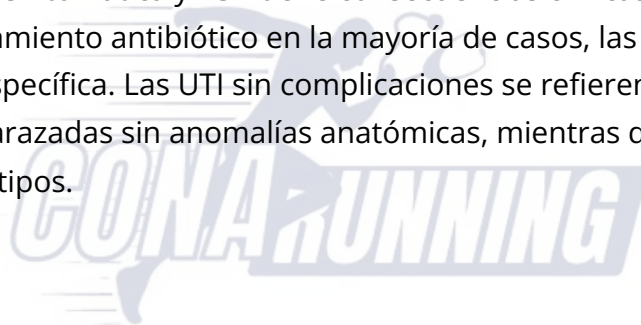 amiento antibiótico en la mayoría de casos, las
specífica. Las UTI sin complicaciones se refieren
arazadas sin anomalías anatómicas, mientras
tipos.
CONARUNNING